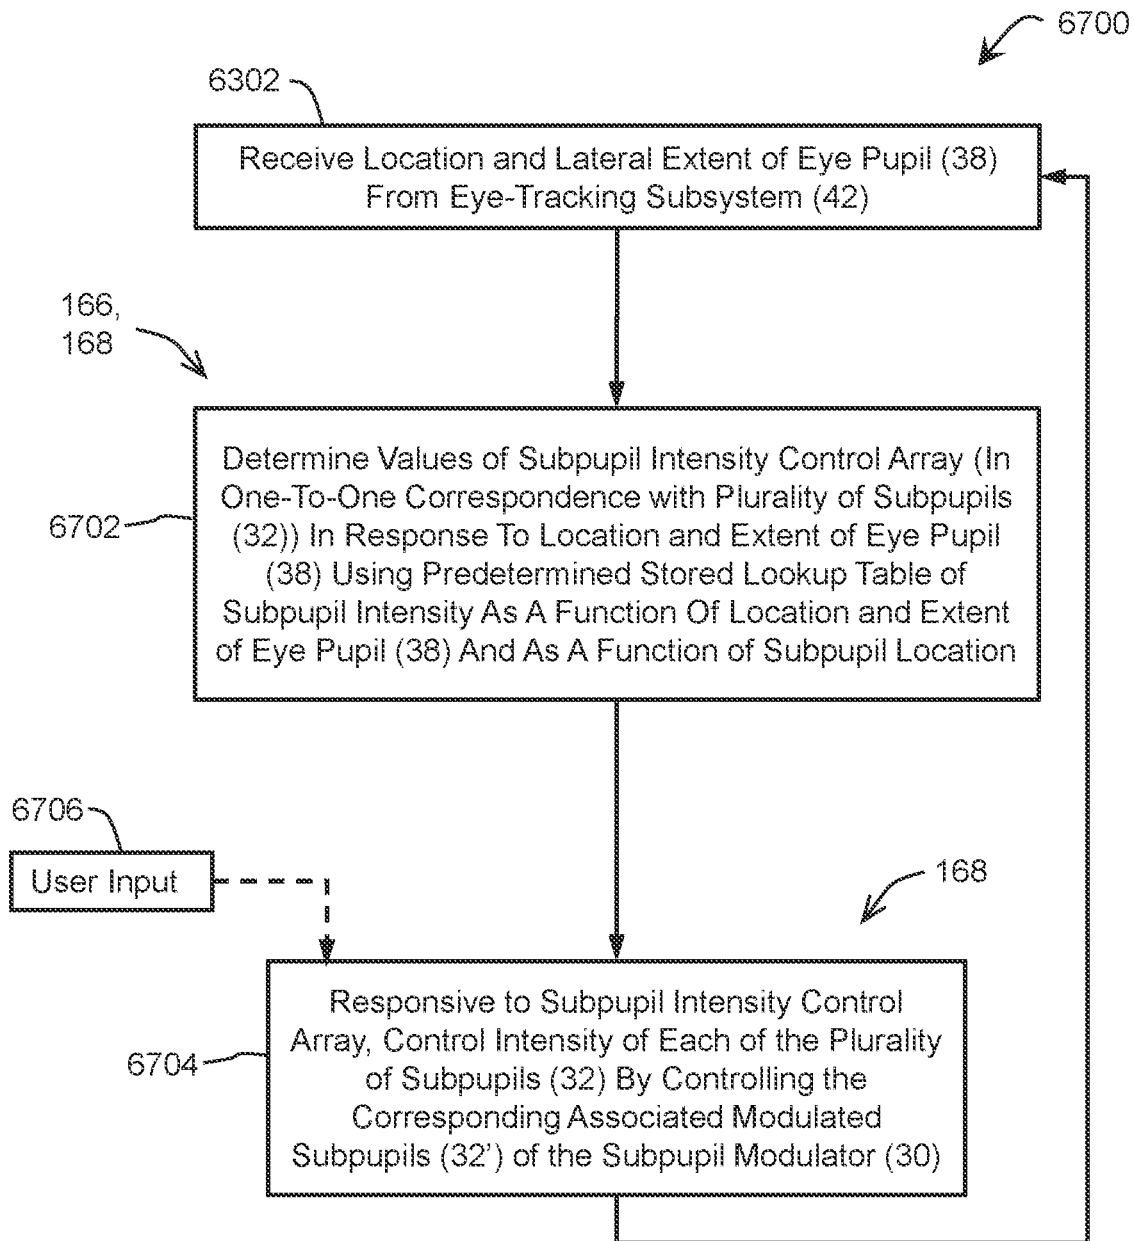 6700
6302
Receive Location and Lateral Extent of Eye Pupil (38)
From Eye-Tracking Subsystem (42)
166,
168
6702
Determine Values of Subpupil Intensity Control Array (In
One-To-One Correspondence with Plurality of Subpupils
(32)) In Response To Location and Extent of Eye Pupil
(38) Using Predetermined Stored Lookup Table of
Subpupil Intensity As A Function Of Location and Extent
of Eye Pupil (38) And As A Function of Subpupil Location
6706
User Input
168
6704
Responsive to Subpupil Intensity Control
Array, Control Intensity of Each of the Plurality
of Subpupils (32) By Controlling the
Corresponding Associated Modulated
Subpupils (32') of the Subpupil Modulator (30)